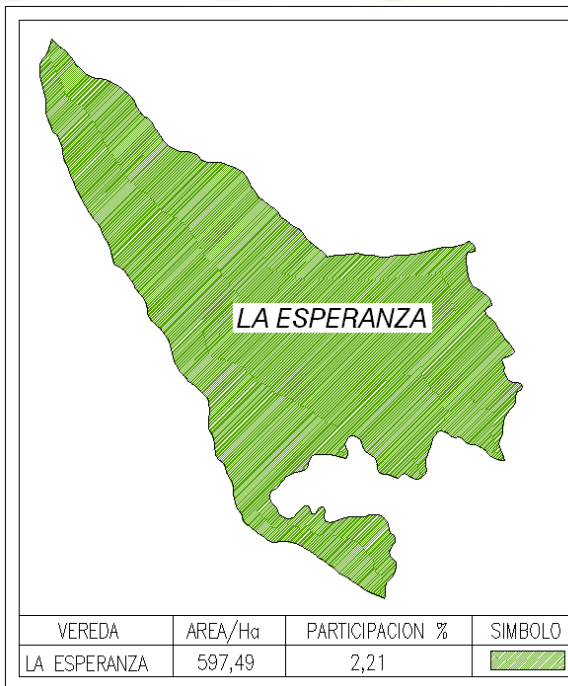 LA ESPERANZA
VEREDA AREA/Ha PARTICIPACION % SIMBOLO
LA ESPERANZA 597,49 2,21